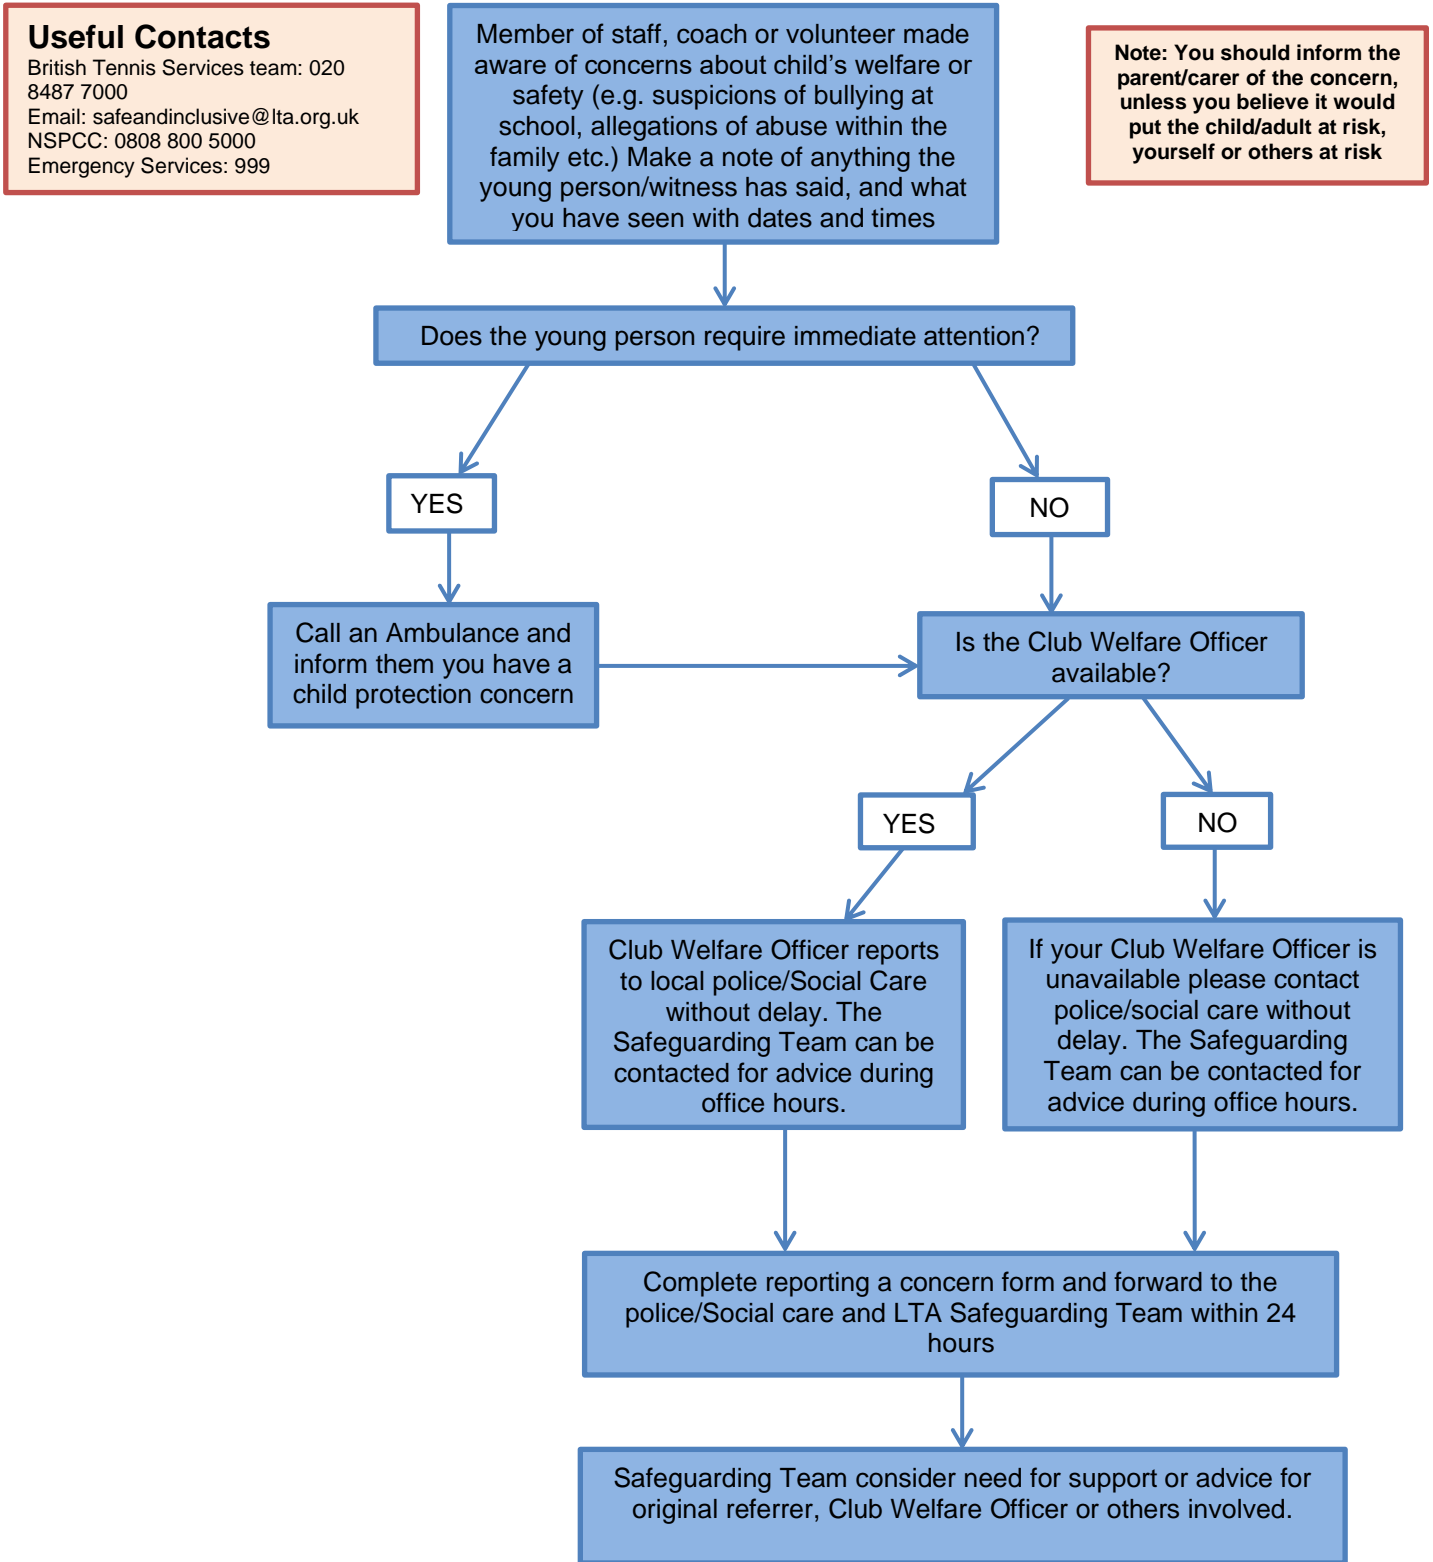 Useful Contacts
British Tennis Services team: 020
8487 7000
Email: safeandinclusive@lta.org.uk
NSPCC: 0808 800 5000
Emergency Services: 999
Member of staff, coach or volunteer made
aware of concerns about child's welfare or
safety (e.g. suspicions of bullying at
school, allegations of abuse within the
family etc.) Make a note of anything the
young person/witness has said, and what
you have seen with dates and times
Note: You should inform the
parent/carer of the concern,
unless you believe it would
put the child/adult at risk,
yourself or others at risk
Does the young person require immediate attention?
YES
NO
Call an Ambulance and
inform them you have a
child protection concern
Is the Club Welfare Officer
available?
YES
NO
Club Welfare Officer reports
to local police/Social Care
without delay. The
Safeguarding Team can be
contacted for advice during
office hours.
If your Club Welfare Officer is
unavailable please contact
police/social care without
delay. The Safeguarding
Team can be contacted for
advice during office hours.
Complete reporting a concern form and forward to the
police/Social care and LTA Safeguarding Team within 24
hours
Safeguarding Team consider need for support or advice for
original referrer, Club Welfare Officer or others involved.